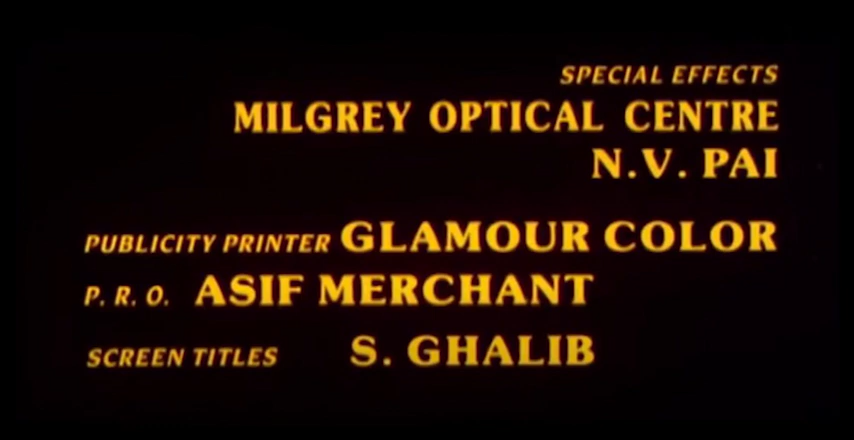 SPECIAL EFFECTS
MILGREY OPTICAL CENTRE
N.V. PAI
PUBLICITY PRINTER GLAMOUR COLOR
P. R. O. ASIF MERCHANT
SCREEN TITLES S. GHALIB